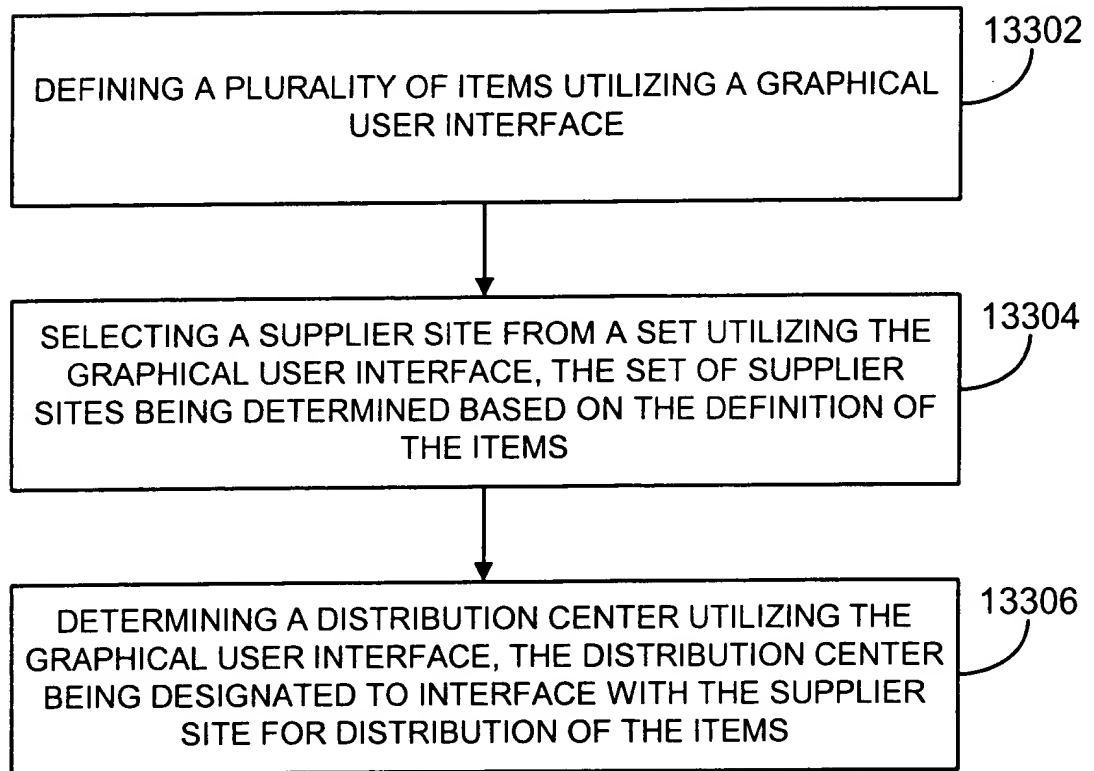 13302
DEFINING A PLURALITY OF ITEMS UTILIZING A GRAPHICAL
USER INTERFACE
13304
SELECTING A SUPPLIER SITE FROM A SET UTILIZING THE
GRAPHICAL USER INTERFACE, THE SET OF SUPPLIER
SITES BEING DETERMINED BASED ON THE DEFINITION OF
THE ITEMS
13306
DETERMINING A DISTRIBUTION CENTER UTILIZING THE
GRAPHICAL USER INTERFACE, THE DISTRIBUTION CENTER
BEING DESIGNATED TO INTERFACE WITH THE SUPPLIER
SITE FOR DISTRIBUTION OF THE ITEMS